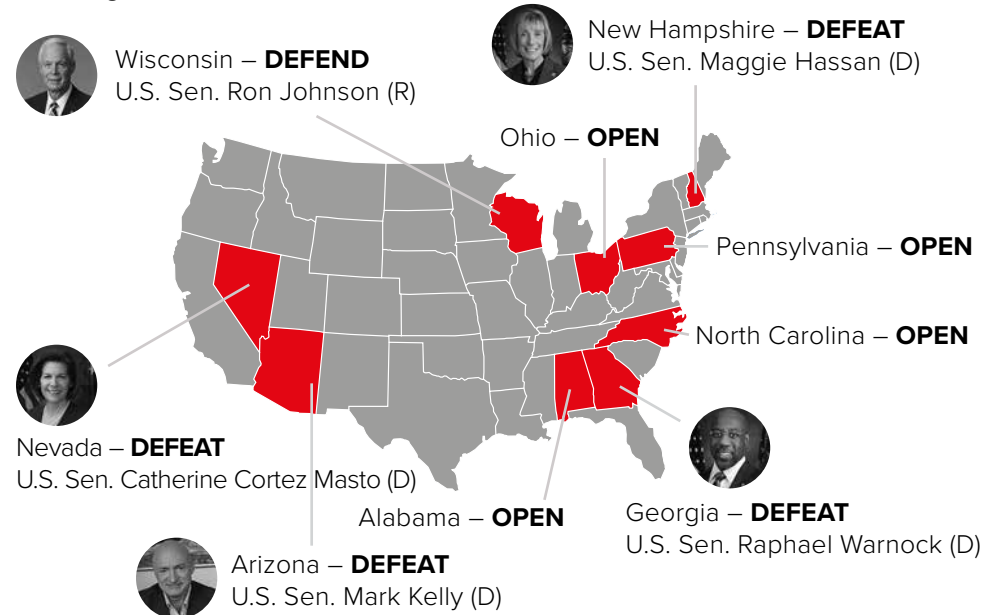 Wisconsin – DEFEND
U.S. Sen. Ron Johnson (R)
New Hampshire – DEFEAT
U.S. Sen. Maggie Hassan (D)
Ohio – OPEN
Pennsylvania – OPEN
North Carolina – OPEN
Nevada – DEFEAT
U.S. Sen. Catherine Cortez Masto (D)
Alabama – OPEN
Georgia – DEFEAT
U.S. Sen. Raphael Warnock (D)
Arizona – DEFEAT
U.S. Sen. Mark Kelly (D)